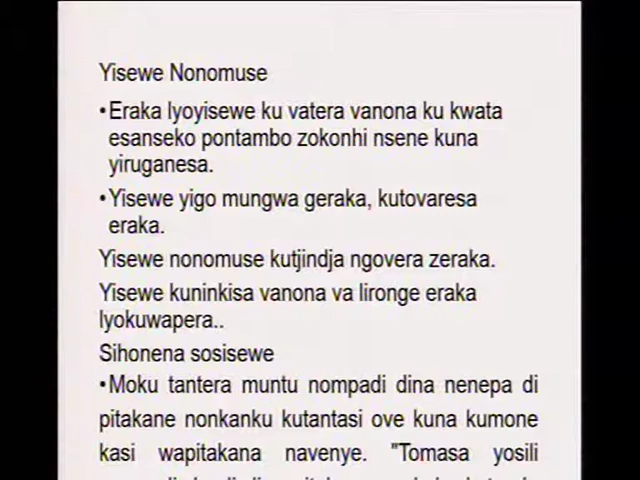 Yisewe Nonomuse
•Eraka lyoyisewe ku vatera vanona ku kwata
esanseko pontambo zokonhi nsene kuna
yiruganesa.
•Yisewe yigo mungwa geraka, kutovaresa
eraka.
Yisewe nonomuse kutjindja ngovera zeraka.
Yisewe kuninkisa vanona va lironge eraka
lyokuwapera..
Sihonena sosisewe
•Moku tantera muntu nompadi dina nenepa di
pitakane nonkanku kutantasi ove kuna kumone
kasi wapitakana navenye. "Tomasa yosili